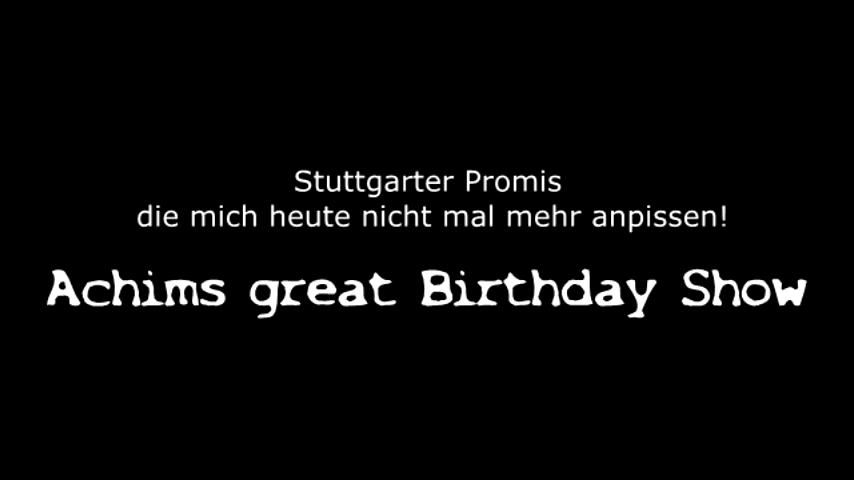 Stuttgarter Promis
die mich heute nicht mal mehr anpissen!
Achims great Birthday Show